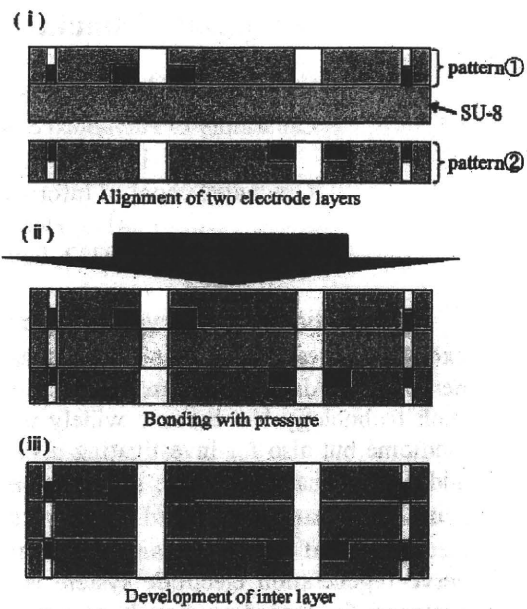 (i)
pattern①
SU-8
pattern②
Alignment of two electrode layers
(ii)
Bonding with pressure
(iii)
Development of inter layer